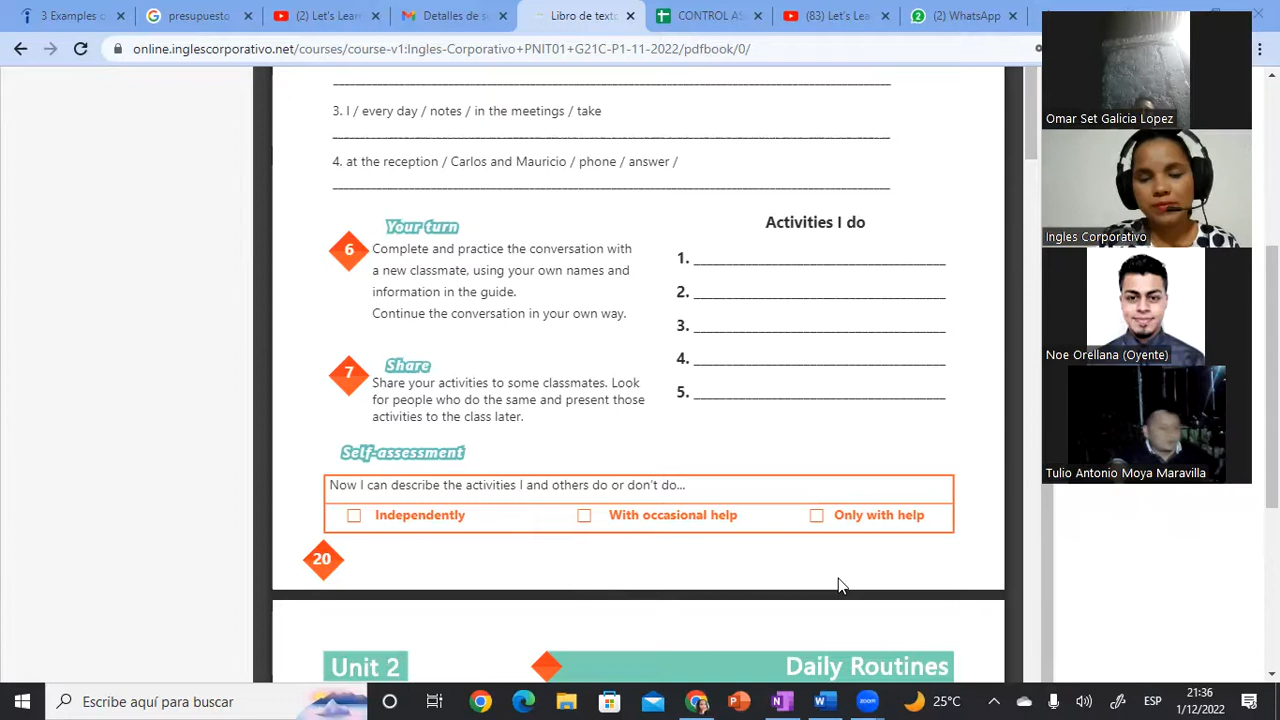 3 Examples c
presupuesto
(2) Let's Learn
Detalles de s
Libro de texto
CONTROL AS
(83) Let's Lea
(2) WhatsApp
online.inglescorporativo.net/courses/course-v1:Ingles-Corporativo+PNIT01+G21C-P1-11-2022/pdfbook/0/
3. I / every day / notes / in the meetings / take
4. at the reception / Carlos and Mauricio / phone / answer /
6
Your turn
Complete and practice the conversation with
a new classmate, using your own names and
information in the guide.
Continue the conversation in your own way.
7
Share
Share your activities to some classmates. Look
for people who do the same and present those
activities to the class later.
Activities I do
1.
2.
3.
4.
5.
Self-assessment
Now I can describe the activities I and others do or don't do...
Independently
With occasional help
Only with help
20
Unit 2
Daily Routines
Omar Set Galicia Lopez
Ingles Corporativo
Noe Orellana (Oyente)
Tulio Antonio Moya Maravilla
Escribe aquí para buscar
25°C
ESP
21:36
1/12/2022